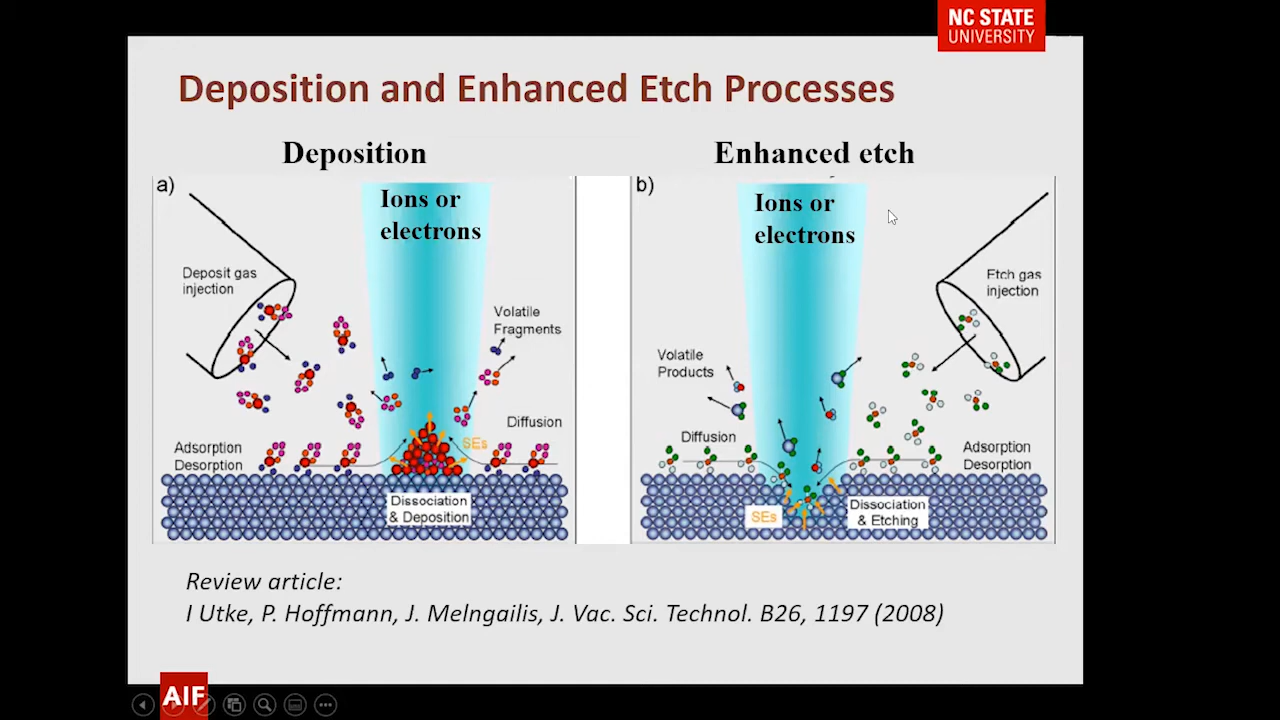 NC STATE
UNIVERSITY
Deposition and Enhanced Etch Processes
Deposition
Enhanced etch
a)
Ions or
electrons
Deposit gas
injection
Volatile
Fragments
Diffusion
SEs
Adsorption
Desorption
Dissociation
& Deposition
b)
Ions or
electrons
Etch gas
injection
Volatile
Products
Diffusion
Adsorption
Desorption
SEs
Dissociation
& Etching
Review article:
I Utke, P. Hoffmann, J. Melngailis, J. Vac. Sci. Technol. B26, 1197 (2008)
AIF